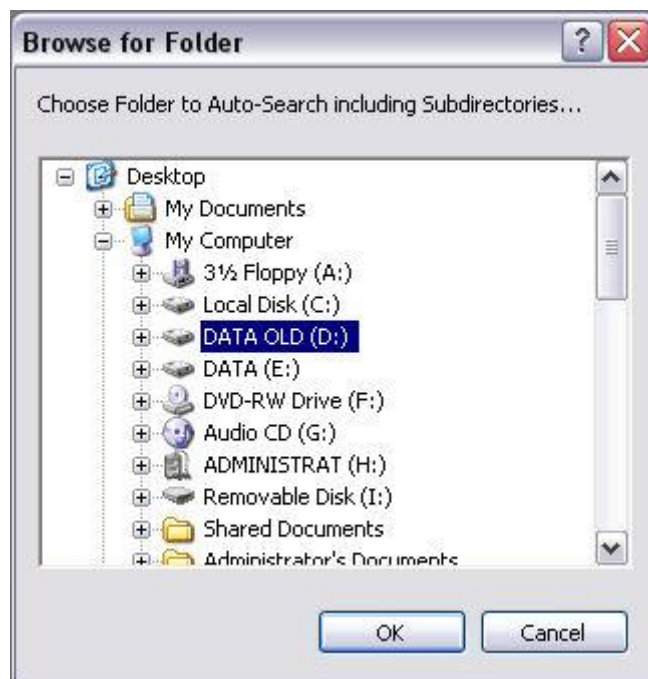 Browse for Folder
Choose Folder to Auto-Search including Subdirectories...
Desktop
My Documents
My Computer
3½ Floppy (A:)
Local Disk (C:)
DATA OLD (D:)
DATA (E:)
DVD-RW Drive (F:)
Audio CD (G:)
ADMINISTRAT (H:)
Removable Disk (I:)
Shared Documents
Administrator's Documents
OK Cancel